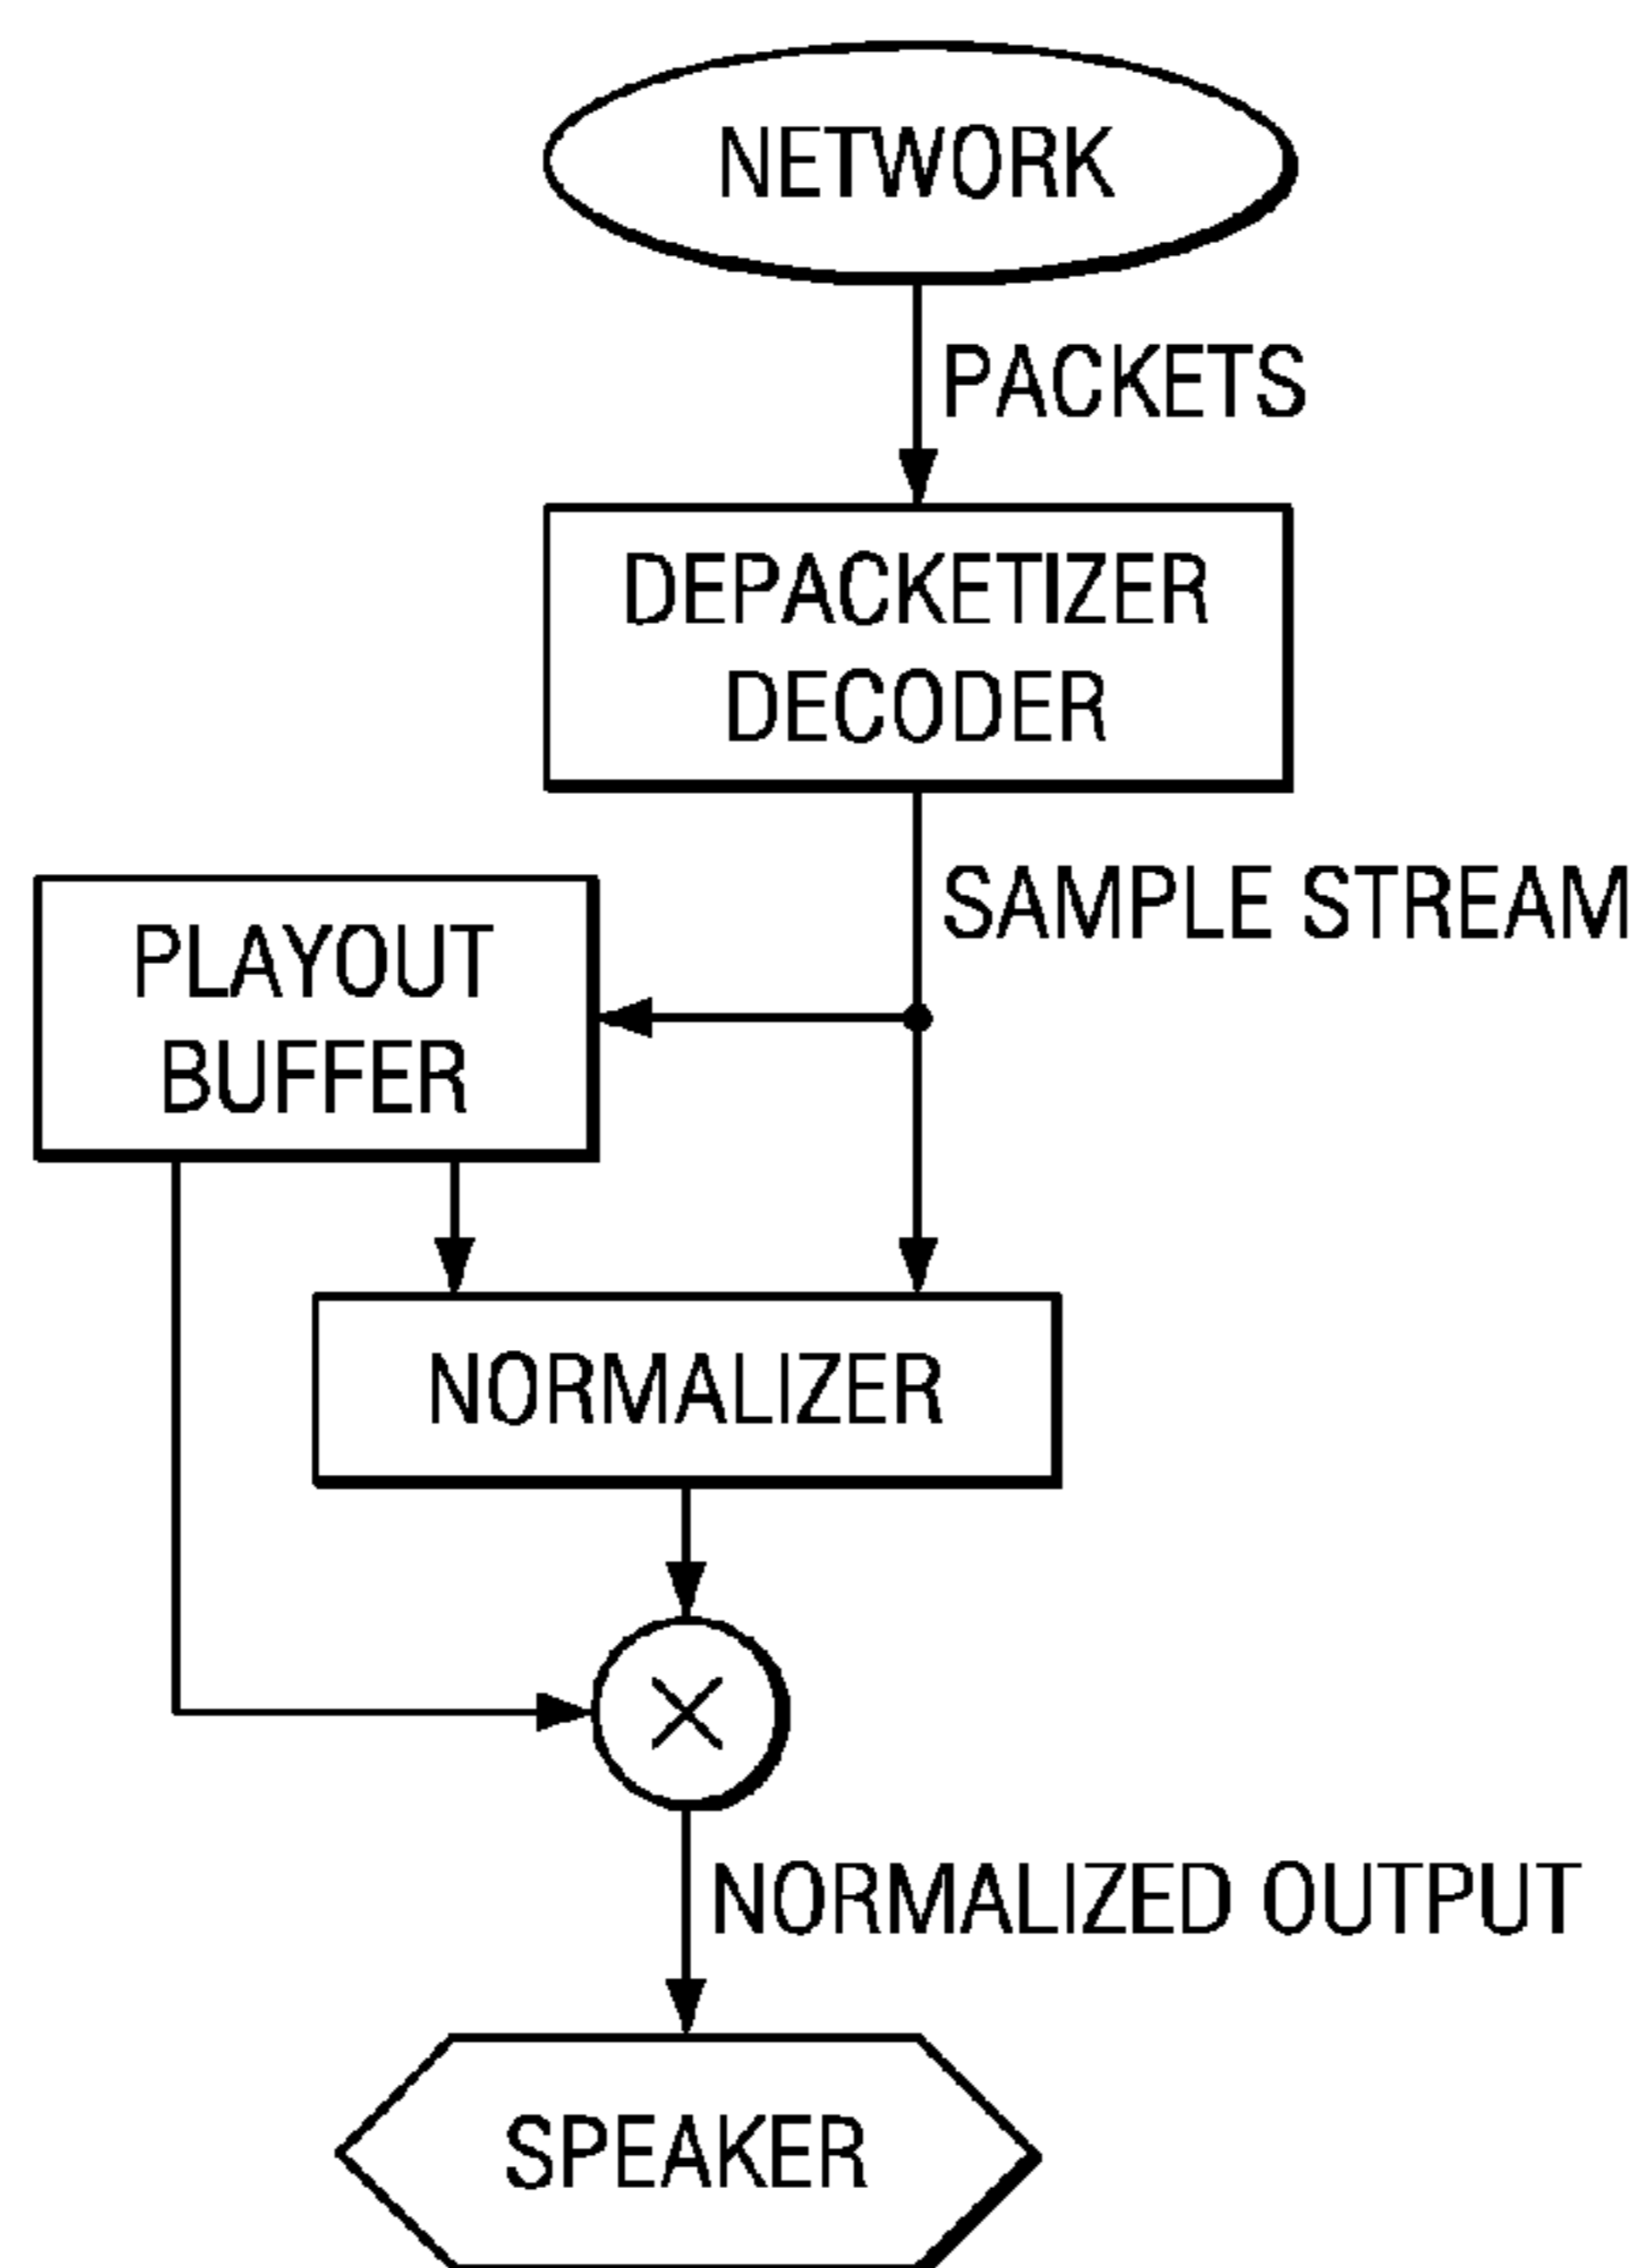 NETWORK
PACKETS
DEPACKETIZER
DECODER
SAMPLE STREAM
PLAYOUT
BUFFER
NORMALIZER
NORMALIZED OUTPUT
SPEAKER